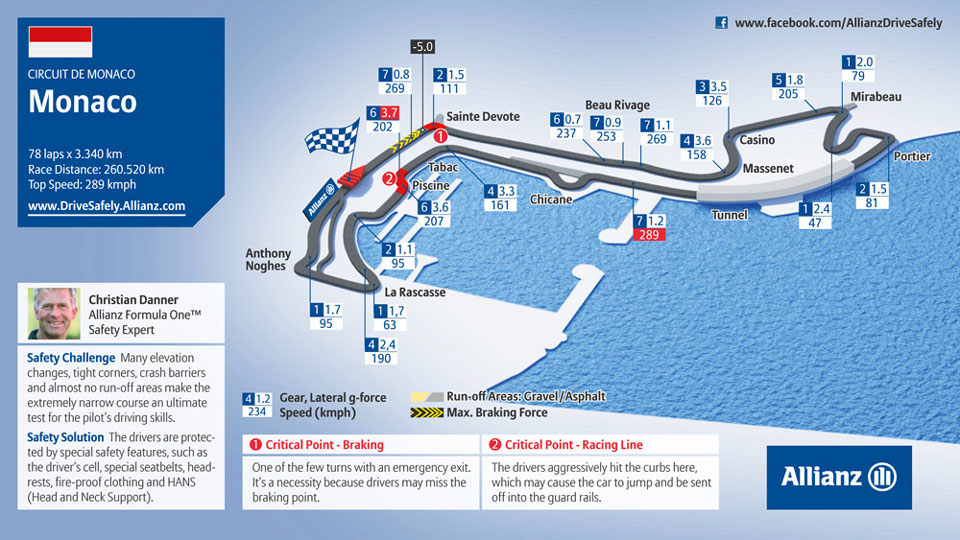 www.facebook.com/AllianzDriveSafely
CIRCUIT DE MONACO
Monaco
78 laps x 3.340 km
Race Distance: 260.520 km
Top Speed: 289 kmph
www.DriveSafely.Allianz.com
-5.0
7 0.8
269
2 1.5
111
6 3.7
202
Sainte Devote
1
Beau Rivage
6 0.7
237
7 0.9
253
7 1.1
269
3 3.5
126
4 3.6
158
Casino
Massenet
5 1.8
205
1 2.0
79
Mirabeau
Portier
2 1.5
81
1 2.4
47
Tunnel
7 1.2
289
Chicane
4 3.3
161
Tabac
2
Piscine
6 3.6
207
Allianz
2 1.1
95
Anthony
Noghes
La Rascasse
1 1.7
95
1 1,7
63
4 2,4
190
Christian Danner
Allianz Formula One™
Safety Expert
Safety Challenge Many elevation
changes, tight corners, crash barriers
and almost no run-off areas make the
extremely narrow course an ultimate
test for the pilot's driving skills.
Safety Solution The drivers are protec-
ted by special safety features, such as
the driver's cell, special seatbelts, head-
rests, fire-proof clothing and HANS
(Head and Neck Support).
4 1.2
234
Gear, Lateral g-force
Speed (kmph)
Run-off Areas: Gravel/Asphalt
Max. Braking Force
1 Critical Point - Braking
One of the few turns with an emergency exit.
It's a necessity because drivers may miss the
braking point.
2 Critical Point - Racing Line
The drivers aggressively hit the curbs here,
which may cause the car to jump and be sent
off into the guard rails.
Allianz